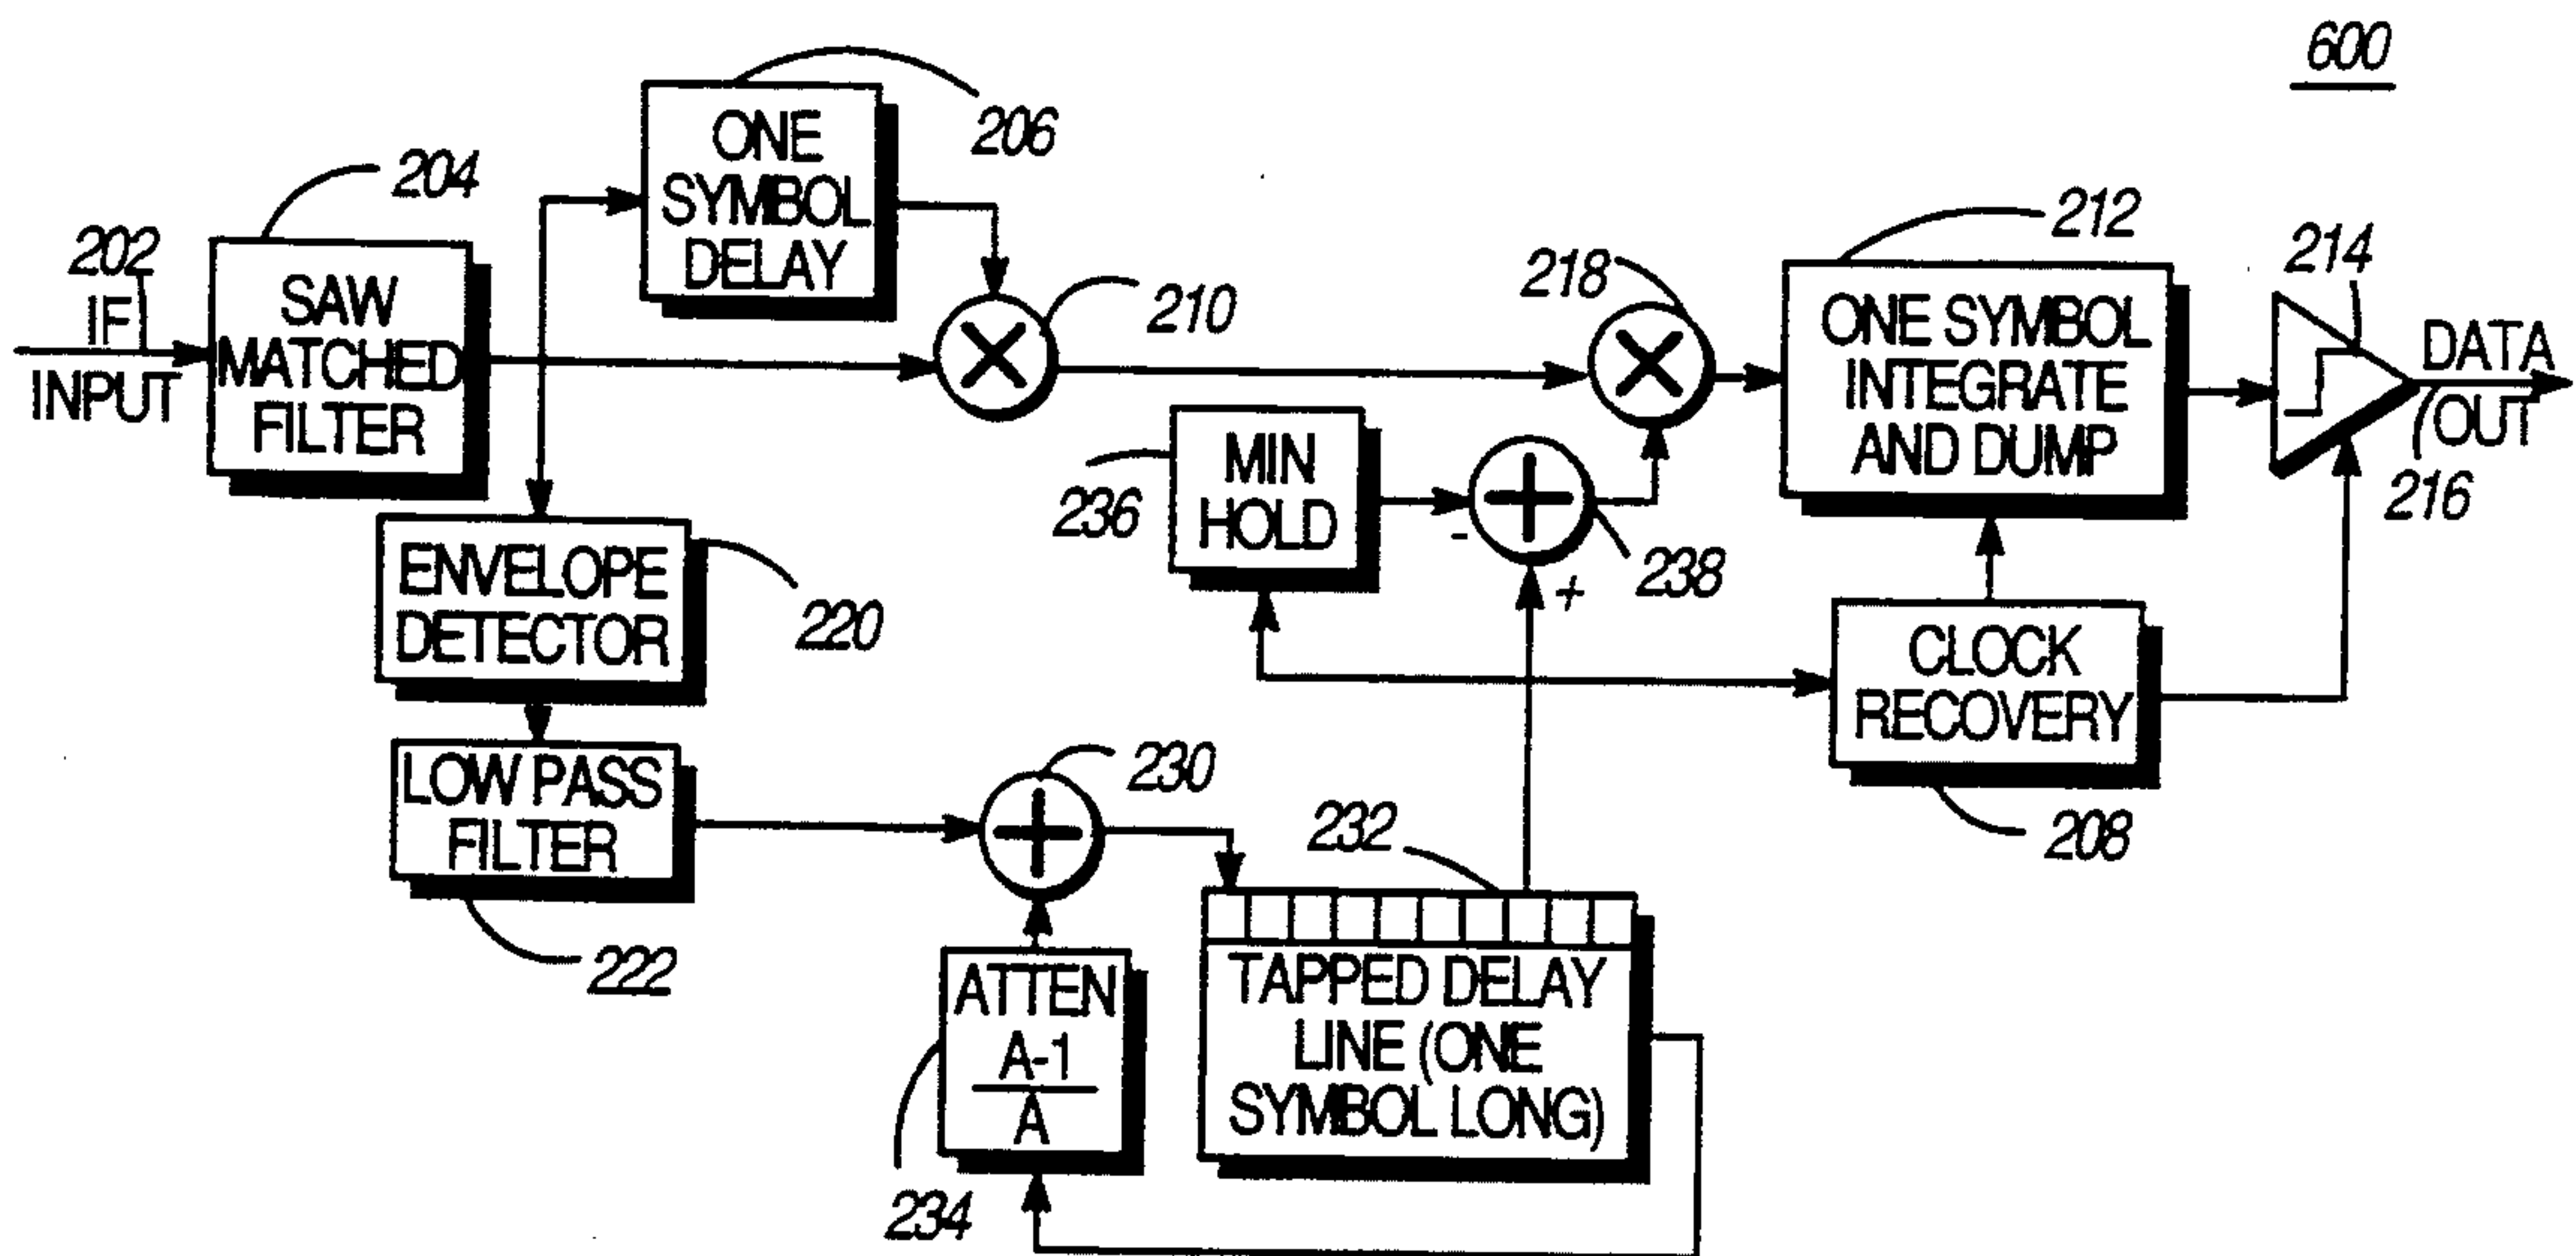 600
206
ONE
SYMBOL
DELAY
204
202
IF
INPUT
SAW
MATCHED
FILTER
210
218
212
ONE SYMBOL
INTEGRATE
AND DUMP
214
DATA
OUT
216
MIN
HOLD
236
-
+
238
ENVELOPE
DETECTOR
220
CLOCK
RECOVERY
208
LOW PASS
FILTER
222
230
232
ATTEN
A-1
A
234
TAPPED DELAY
LINE (ONE
SYMBOL LONG)